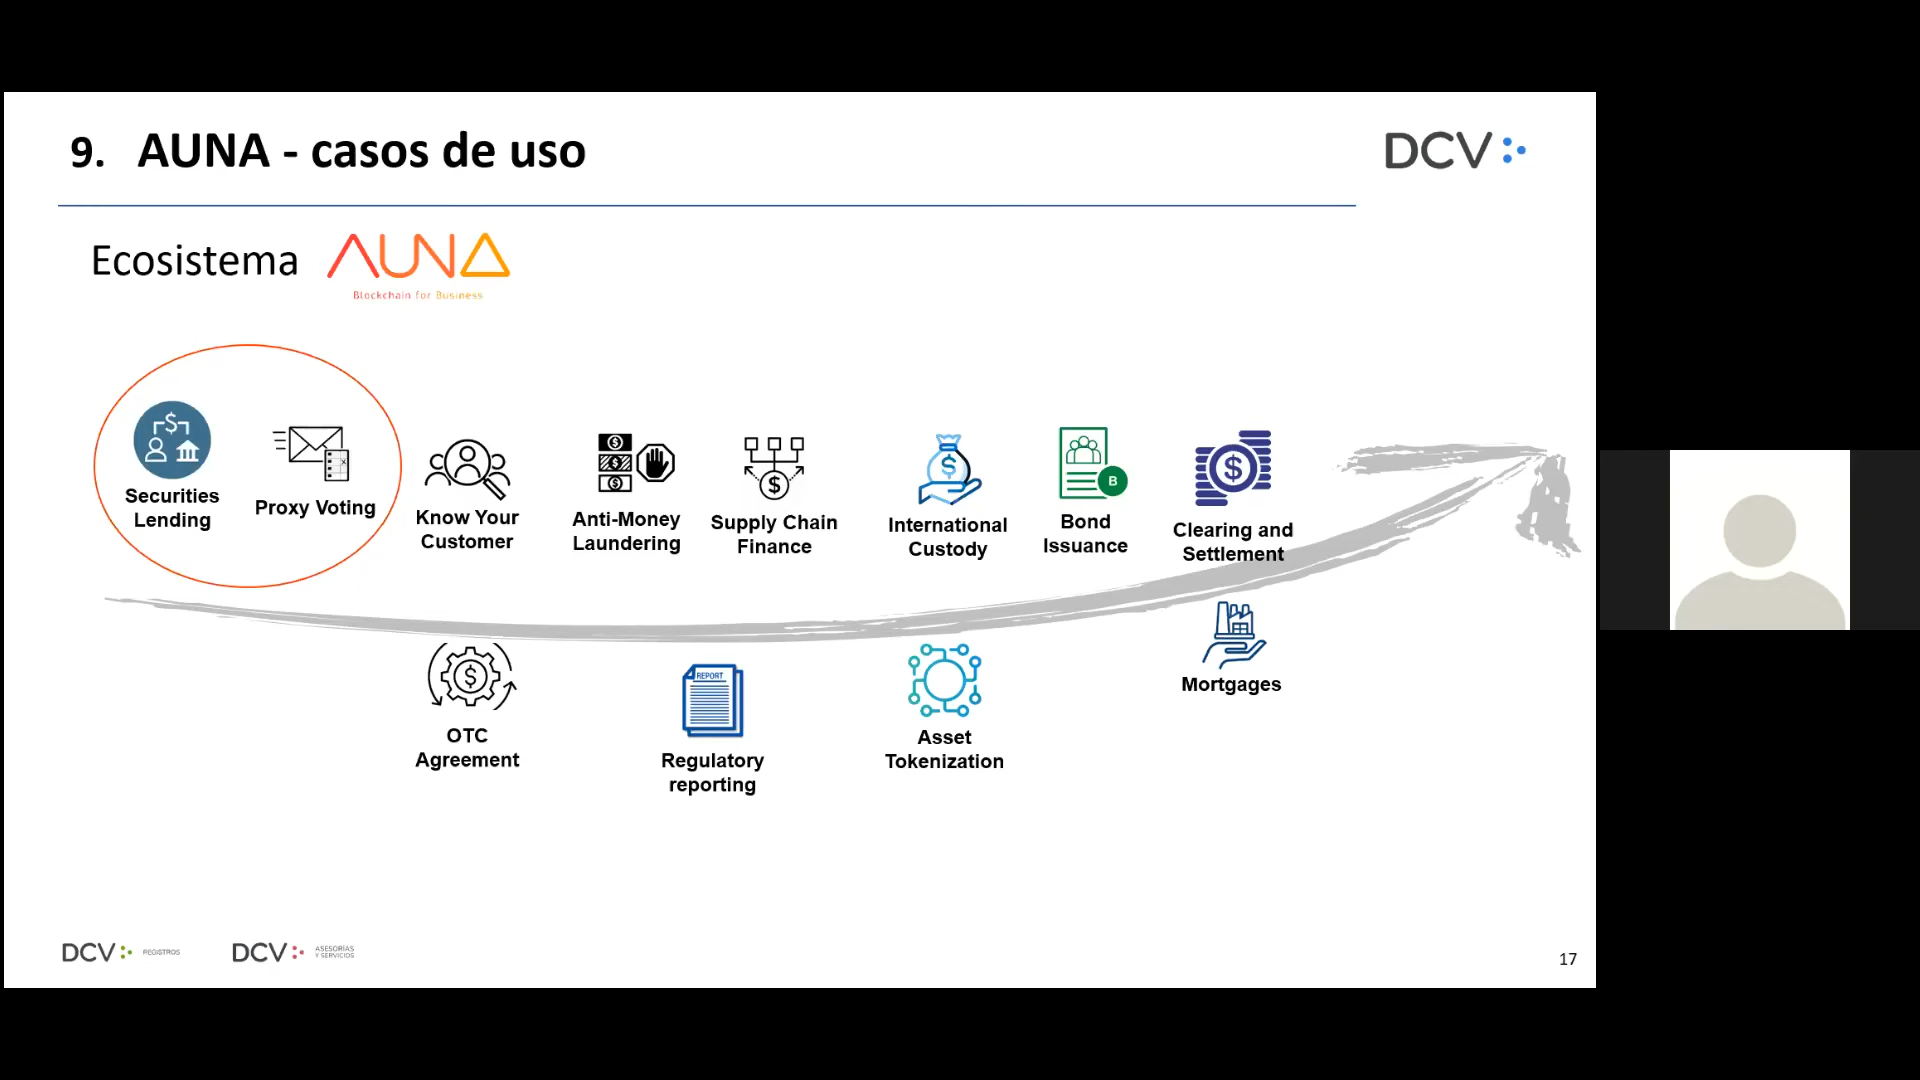 9. AUNA - casos de uso
DCV
Ecosistema AUNA
Blockchain for Business
Securities
Lending
Proxy Voting
Know Your
Customer
Anti-Money
Laundering
Supply Chain
Finance
International
Custody
B
Bond
Issuance
Clearing and
Settlement
OTC
Agreement
REPORT
Regulatory
reporting
Asset
Tokenization
Mortgages
DCV REGISTROS
DCV ASESORÍAS
Y SERVICIOS
17